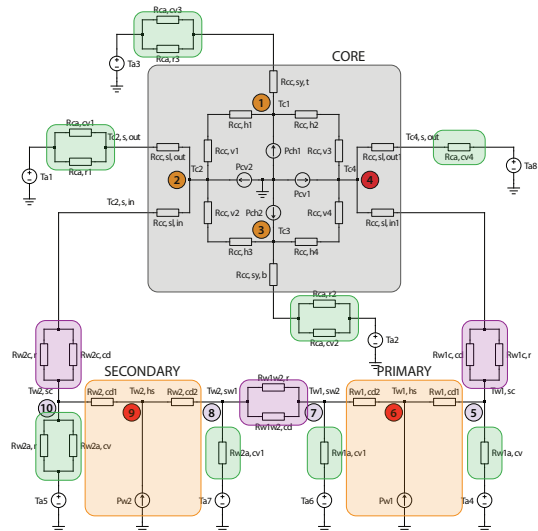 Rca, cv3
Rca, r3
Ta3
CORE
Rcc, sy, t
Tc1
1
Rcc, h1
Rcc, h2
Rca, cv1
Rca, r1
Ta1
Tc2, s, out
Rcc, sl, out
Rcc, v1
Pch1
Rcc, v3
Tc4
Rcc, sl, out1
Tc4, s, out
Rca, cv4
Ta8
2
Pcv2
Pcv1
4
Tc2, s, in
Rcc, sl, in
Rcc, v2
Pch2
3
Tc3
Rcc, v4
Rcc, sl, in1
Rcc, h3
Rcc, h4
Rcc, sy, b
Rca, r2
Rca, cv2
Ta2
Rw2c, r
Rw2c, cd
Rw1c, cd
Rw1c, r
SECONDARY
PRIMARY
Tw2, sc
Rw2, cd1
Tw2, hs
Rw2, cd2
Tw2, sw1
Rw1w2, r
Rw1w2, cd
Tw1, sw2
Rw1, cd2
Tw1, hs
Rw1, cd1
Tw1, sc
10
9
8
7
6
5
Rw2a, r
Rw2a, cv
Rw2a, cv1
Rw1a, cv1
Rw1a, cv
Ta5
Pw2
Ta7
Ta6
Pw1
Ta4